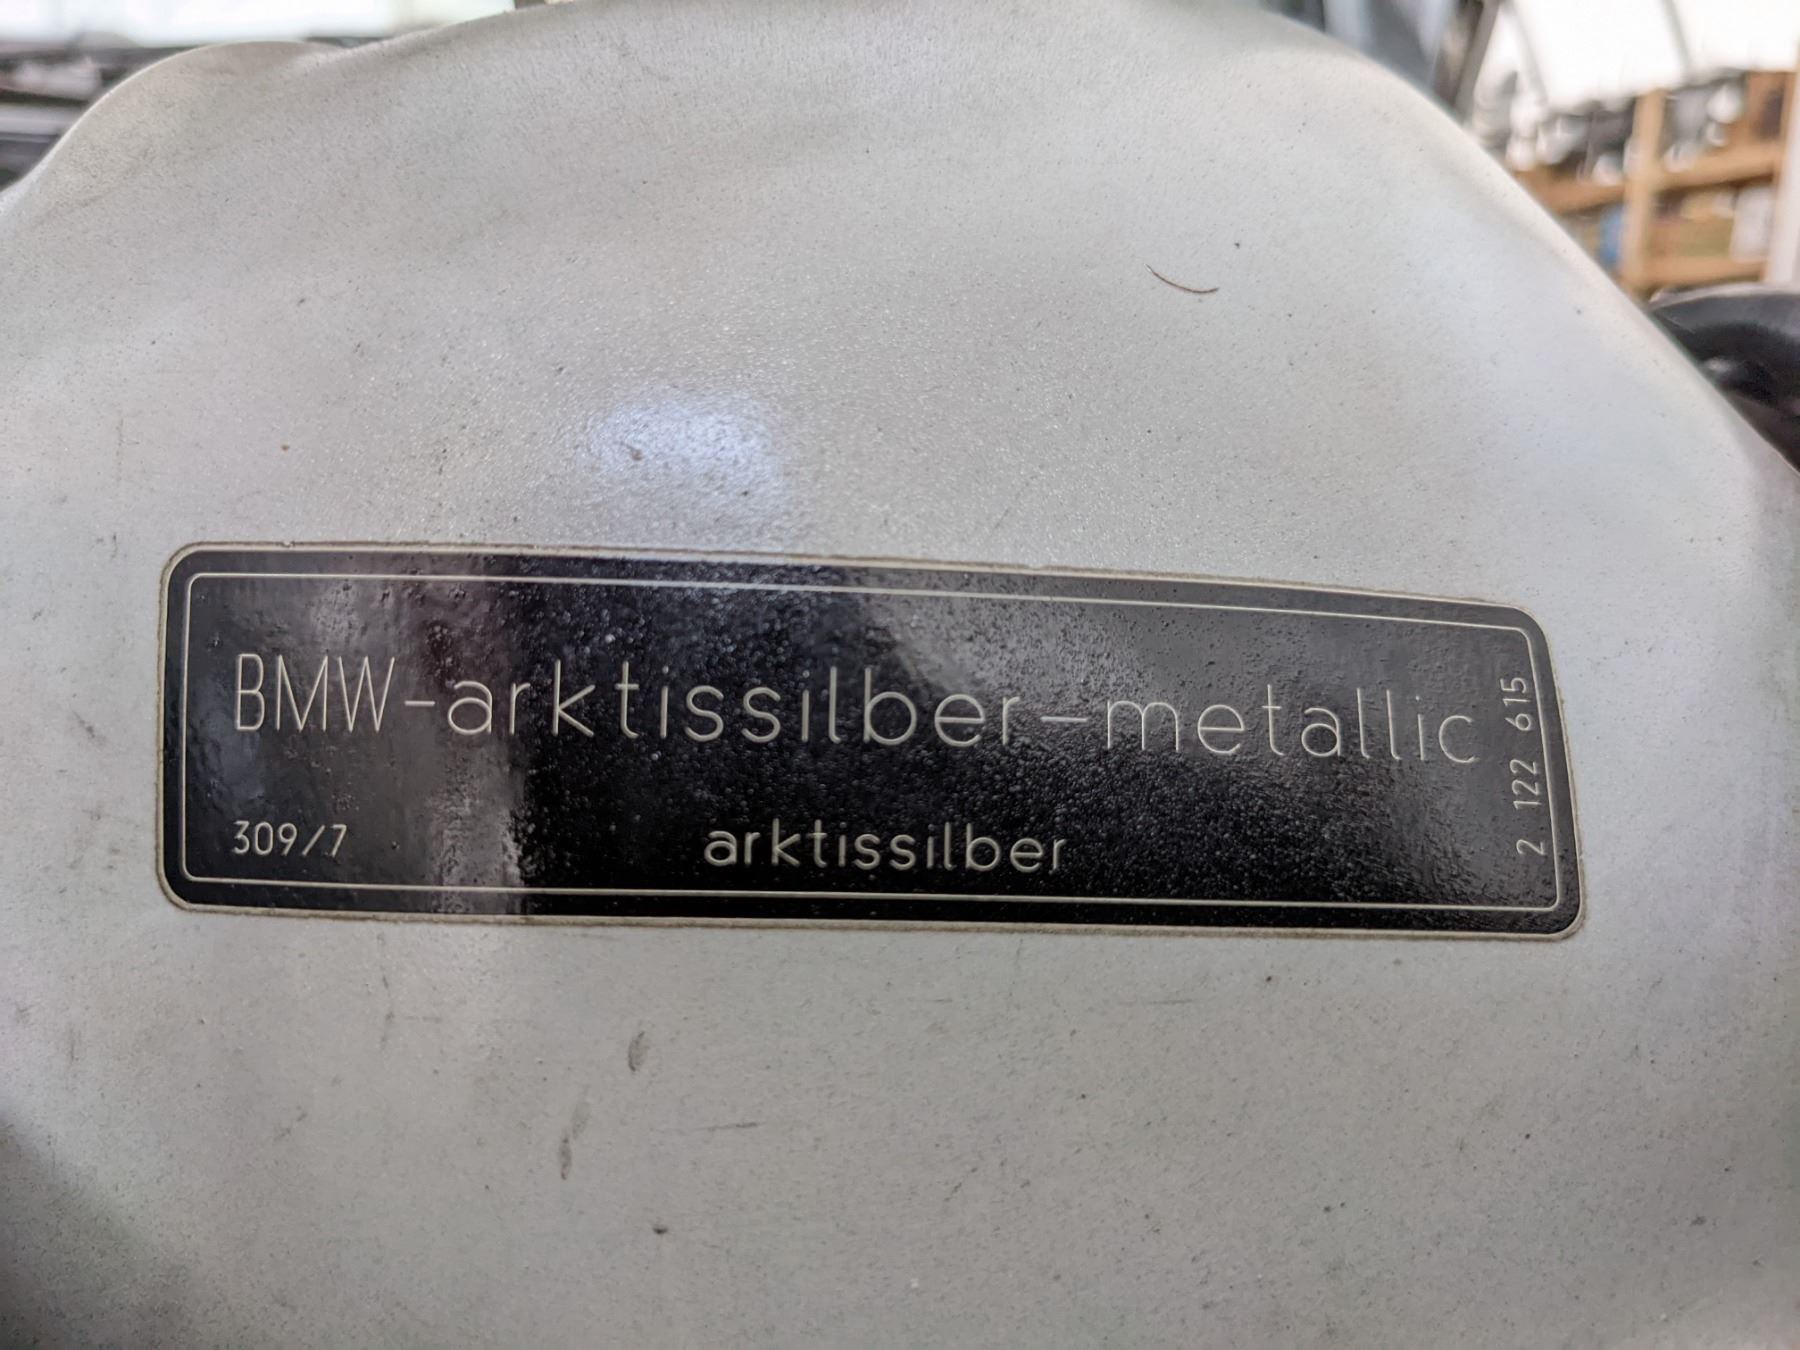 BMW-arktissilber-metallic
309/7
arktissilber
2 122 615